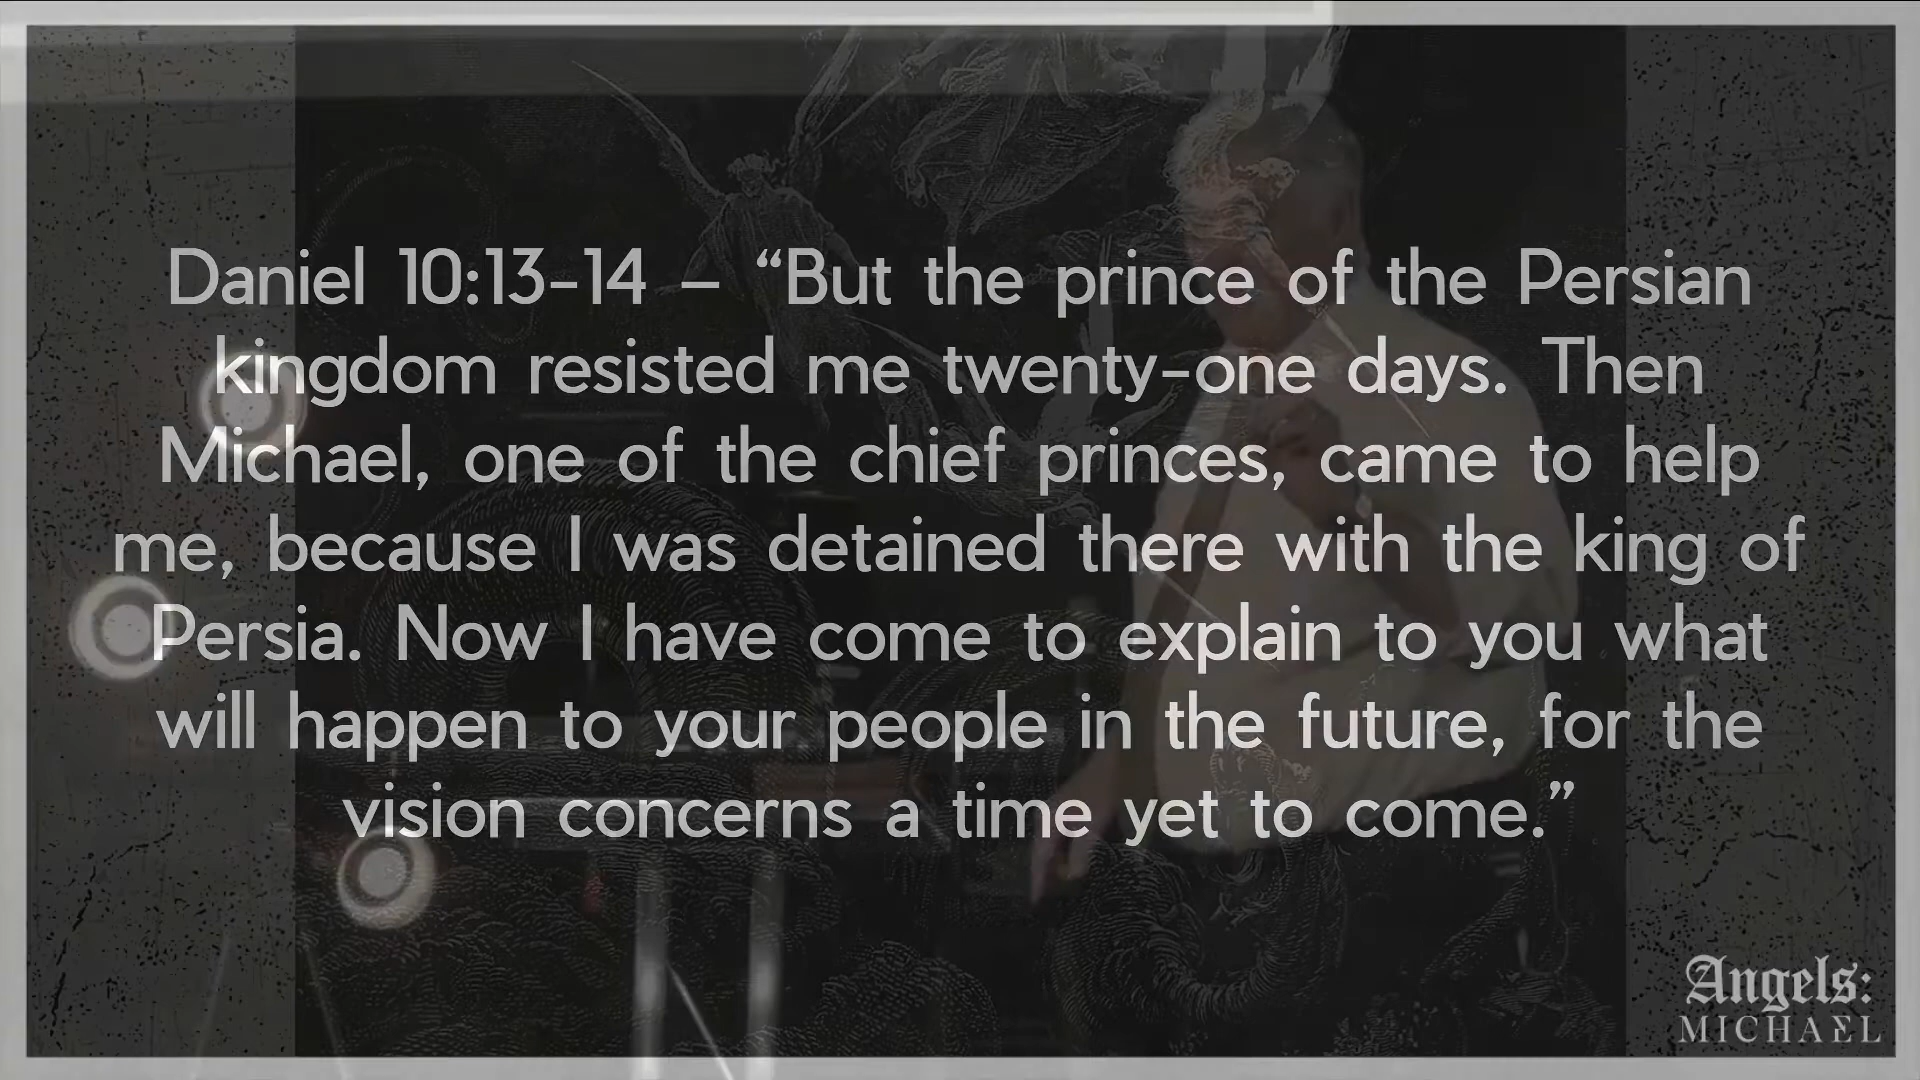 Daniel 10:13-14 – “But the prince of the Persian
kingdom resisted me twenty-one days. Then
Michael, one of the chief princes, came to help
me, because I was detained there with the king of
Persia. Now I have come to explain to you what
will happen to your people in the future, for the
vision concerns a time yet to come.”
Angels:
MICHAEL